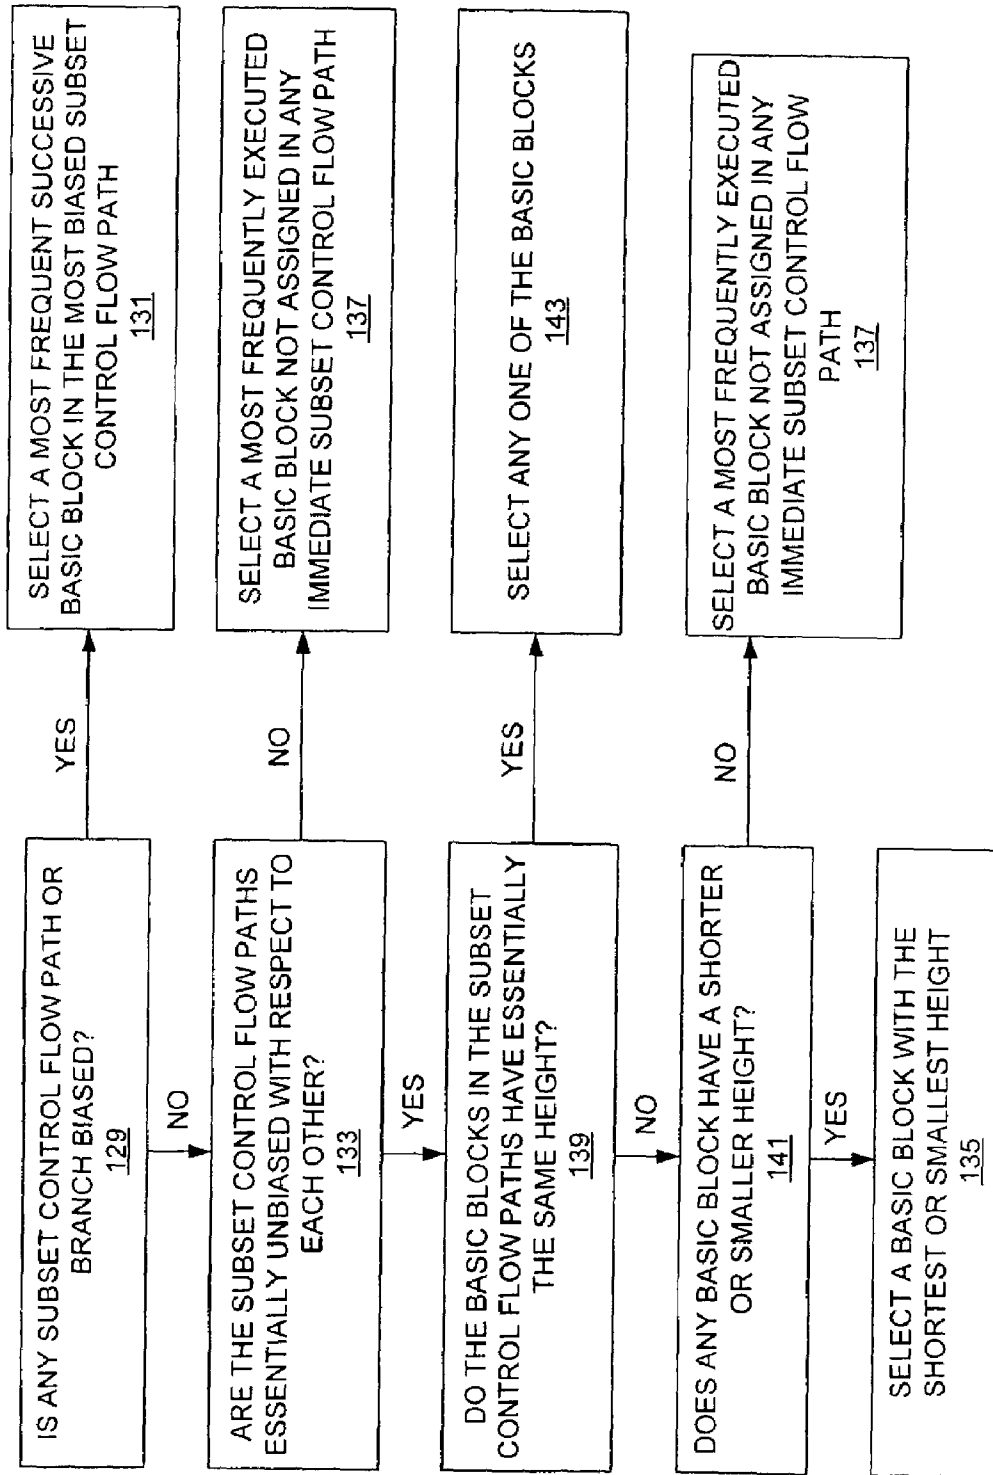 IS ANY SUBSET CONTROL FLOW PATH OR
BRANCH BIASED?
129
YES
SELECT A MOST FREQUENT SUCCESSIVE
BASIC BLOCK IN THE MOST BIASED SUBSET
CONTROL FLOW PATH
131
NO
ARE THE SUBSET CONTROL FLOW PATHS
ESSENTIALLY UNBIASED WITH RESPECT TO
EACH OTHER?
133
NO
SELECT A MOST FREQUENTLY EXECUTED
BASIC BLOCK NOT ASSIGNED IN ANY
IMMEDIATE SUBSET CONTROL FLOW PATH
137
YES
DO THE BASIC BLOCKS IN THE SUBSET
CONTROL FLOW PATHS HAVE ESSENTIALLY
THE SAME HEIGHT?
139
YES
SELECT ANY ONE OF THE BASIC BLOCKS
143
NO
DOES ANY BASIC BLOCK HAVE A SHORTER
OR SMALLER HEIGHT?
141
NO
SELECT A MOST FREQUENTLY EXECUTED
BASIC BLOCK NOT ASSIGNED IN ANY
IMMEDIATE SUBSET CONTROL FLOW
PATH
137
YES
SELECT A BASIC BLOCK WITH THE
SHORTEST OR SMALLEST HEIGHT
135